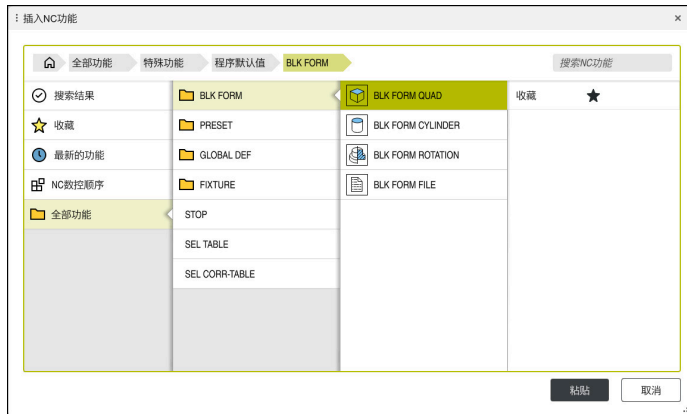 插入NC功能
全部功能 特殊功能 程序默认值 BLK FORM 搜索NC功能
搜索结果 BLK FORM BLK FORM QUAD 收藏
收藏 PRESET BLK FORM CYLINDER
最新的功能 GLOBAL DEF BLK FORM ROTATION
NC数控顺序 FIXTURE BLK FORM FILE
全部功能 STOP
SEL TABLE
SEL CORR-TABLE
粘贴 取消